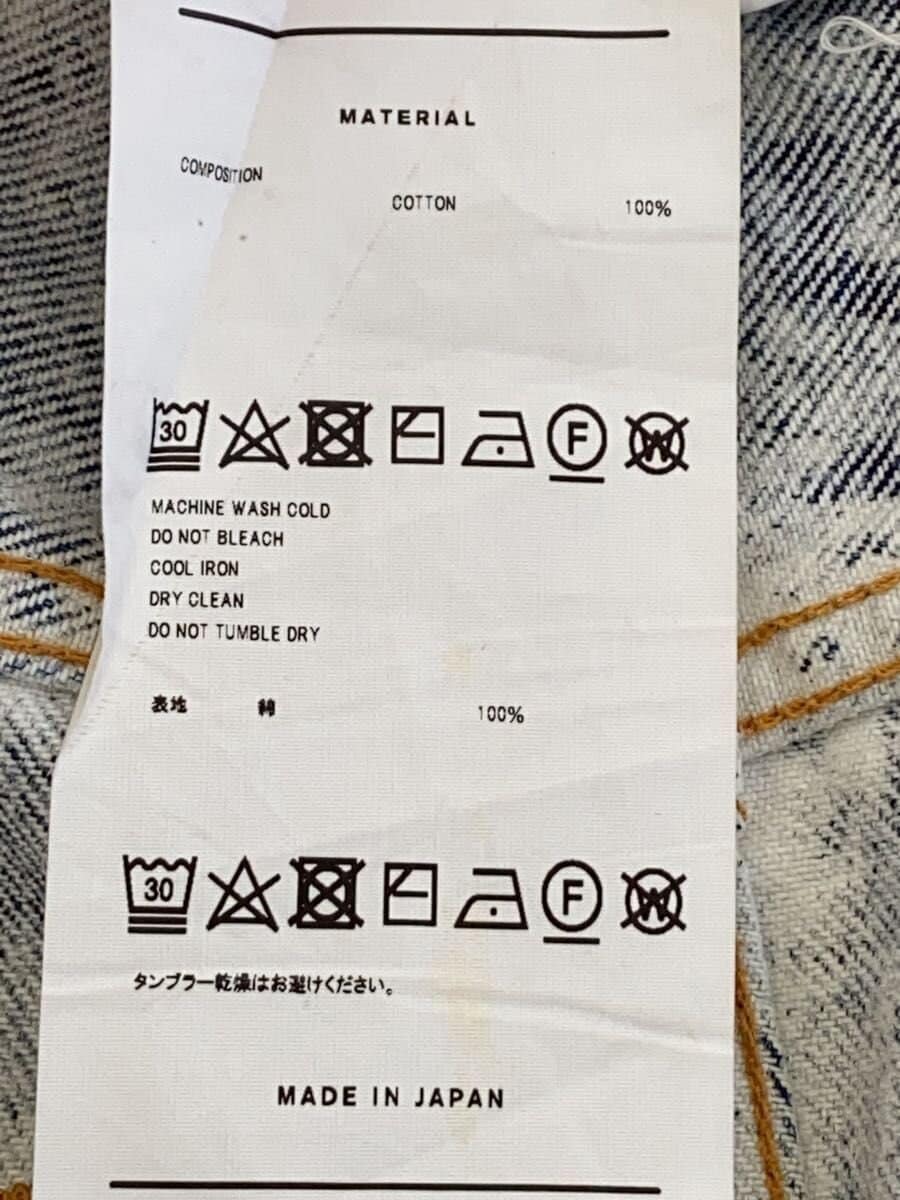 MATERIAL
COMPOSITION
COTTON 100%
30 F W
MACHINE WASH COLD
DO NOT BLEACH
COOL IRON
DRY CLEAN
DO NOT TUMBLE DRY
表地 綿 100%
30 F W
タンブラー乾燥はお避けください。
MADE IN JAPAN